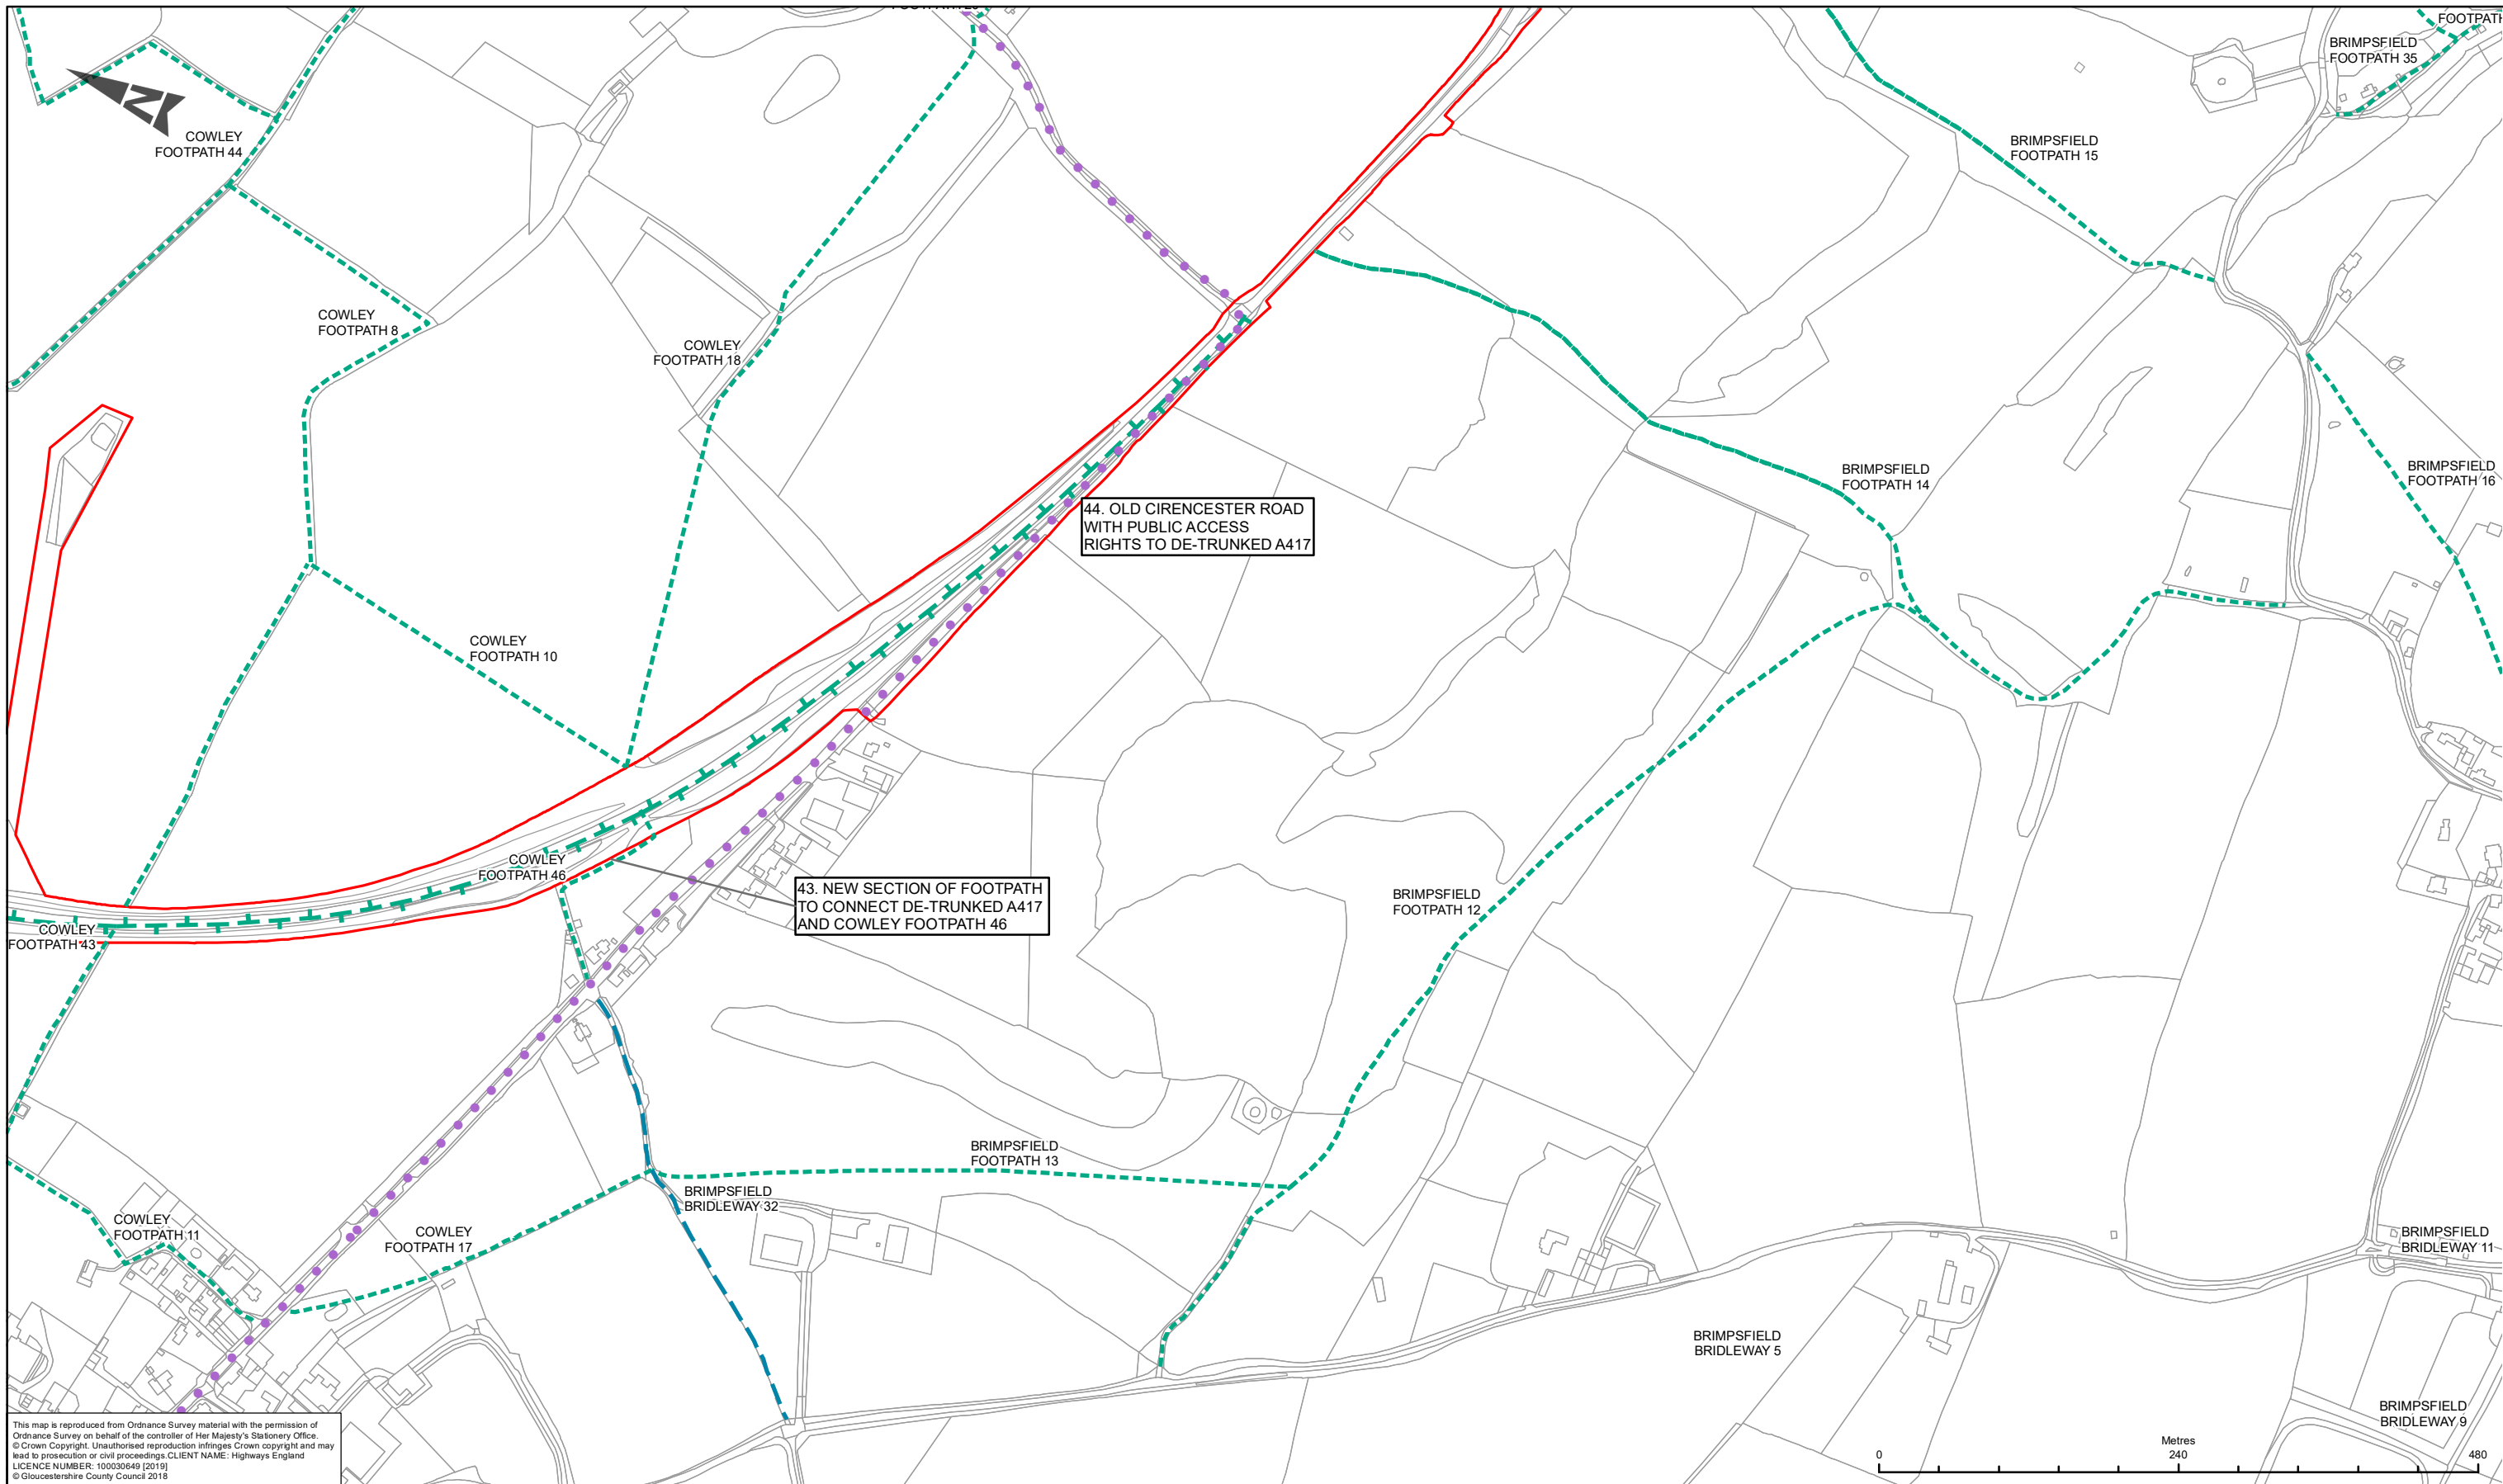 BRIMPSFIELD
FOOTPATH 35
N
COWLEY
FOOTPATH 44
BRIMPSFIELD
FOOTPATH 15
COWLEY
FOOTPATH 8
COWLEY
FOOTPATH 18
BRIMPSFIELD
FOOTPATH 14
BRIMPSFIELD
FOOTPATH 16
44. OLD CIRENCESTER ROAD
WITH PUBLIC ACCESS
RIGHTS TO DE-TRUNKED A417
COWLEY
FOOTPATH 10
COWLEY
FOOTPATH 46
43. NEW SECTION OF FOOTPATH
TO CONNECT DE-TRUNKED A417
AND COWLEY FOOTPATH 46
BRIMPSFIELD
FOOTPATH 12
COWLEY
FOOTPATH 43
BRIMPSFIELD
FOOTPATH 13
BRIMPSFIELD
BRIDLEWAY 32
COWLEY
FOOTPATH 11
COWLEY
FOOTPATH 17
BRIMPSFIELD
BRIDLEWAY 11
BRIMPSFIELD
BRIDLEWAY 5
BRIMPSFIELD
BRIDLEWAY 9
This map is reproduced from Ordnance Survey material with the permission of
Ordnance Survey on behalf of the controller of Her Majesty's Stationery Office.
© Crown Copyright. Unauthorised reproduction infringes Crown copyright and may
lead to prosecution or civil proceedings.CLIENT NAME: Highways England
LICENCE NUMBER: 100030649 [2019]
© Gloucestershire County Council 2018
Metres
0 240 480